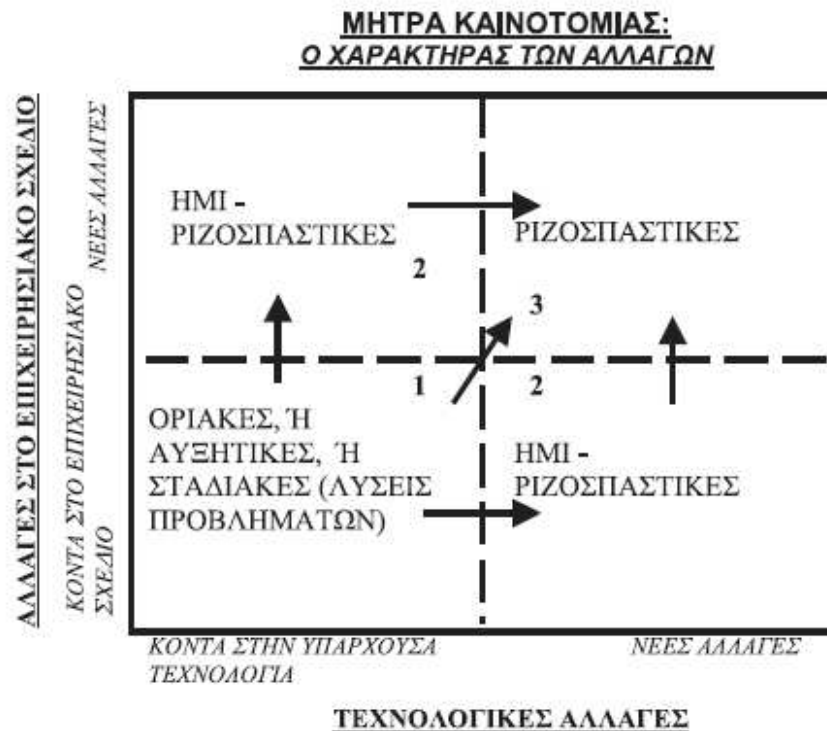 ΜΗΤΡΑ ΚΑΙΝΟΤΟΜΙΑΣ:
Ο ΧΑΡΑΚΤΗΡΑΣ ΤΩΝ ΑΛΛΑΓΩΝ
ΑΛΛΑΓΕΣ ΣΤΟ ΕΠΙΧΕΙΡΗΣΙΑΚΟ ΣΧΕΔΙΟ
ΝΕΕΣ ΑΛΛΑΓΕΣ
ΚΟΝΤΑ ΣΤΟ ΕΠΙΧΕΙΡΗΣΙΑΚΟ
ΣΧΕΔΙΟ
ΗΜΙ -
ΡΙΖΟΣΠΑΣΤΙΚΕΣ
2
ΡΙΖΟΣΠΑΣΤΙΚΕΣ
3
1
ΟΡΙΑΚΕΣ, Ή
ΑΥΞΗΤΙΚΕΣ, Ή
ΣΤΑΔΙΑΚΕΣ (ΛΥΣΕΙΣ
ΠΡΟΒΛΗΜΑΤΩΝ)
2
ΗΜΙ -
ΡΙΖΟΣΠΑΣΤΙΚΕΣ
ΚΟΝΤΑ ΣΤΗΝ ΥΠΑΡΧΟΥΣΑ
ΤΕΧΝΟΛΟΓΙΑ
ΝΕΕΣ ΑΛΛΑΓΕΣ
ΤΕΧΝΟΛΟΓΙΚΕΣ ΑΛΛΑΓΕΣ